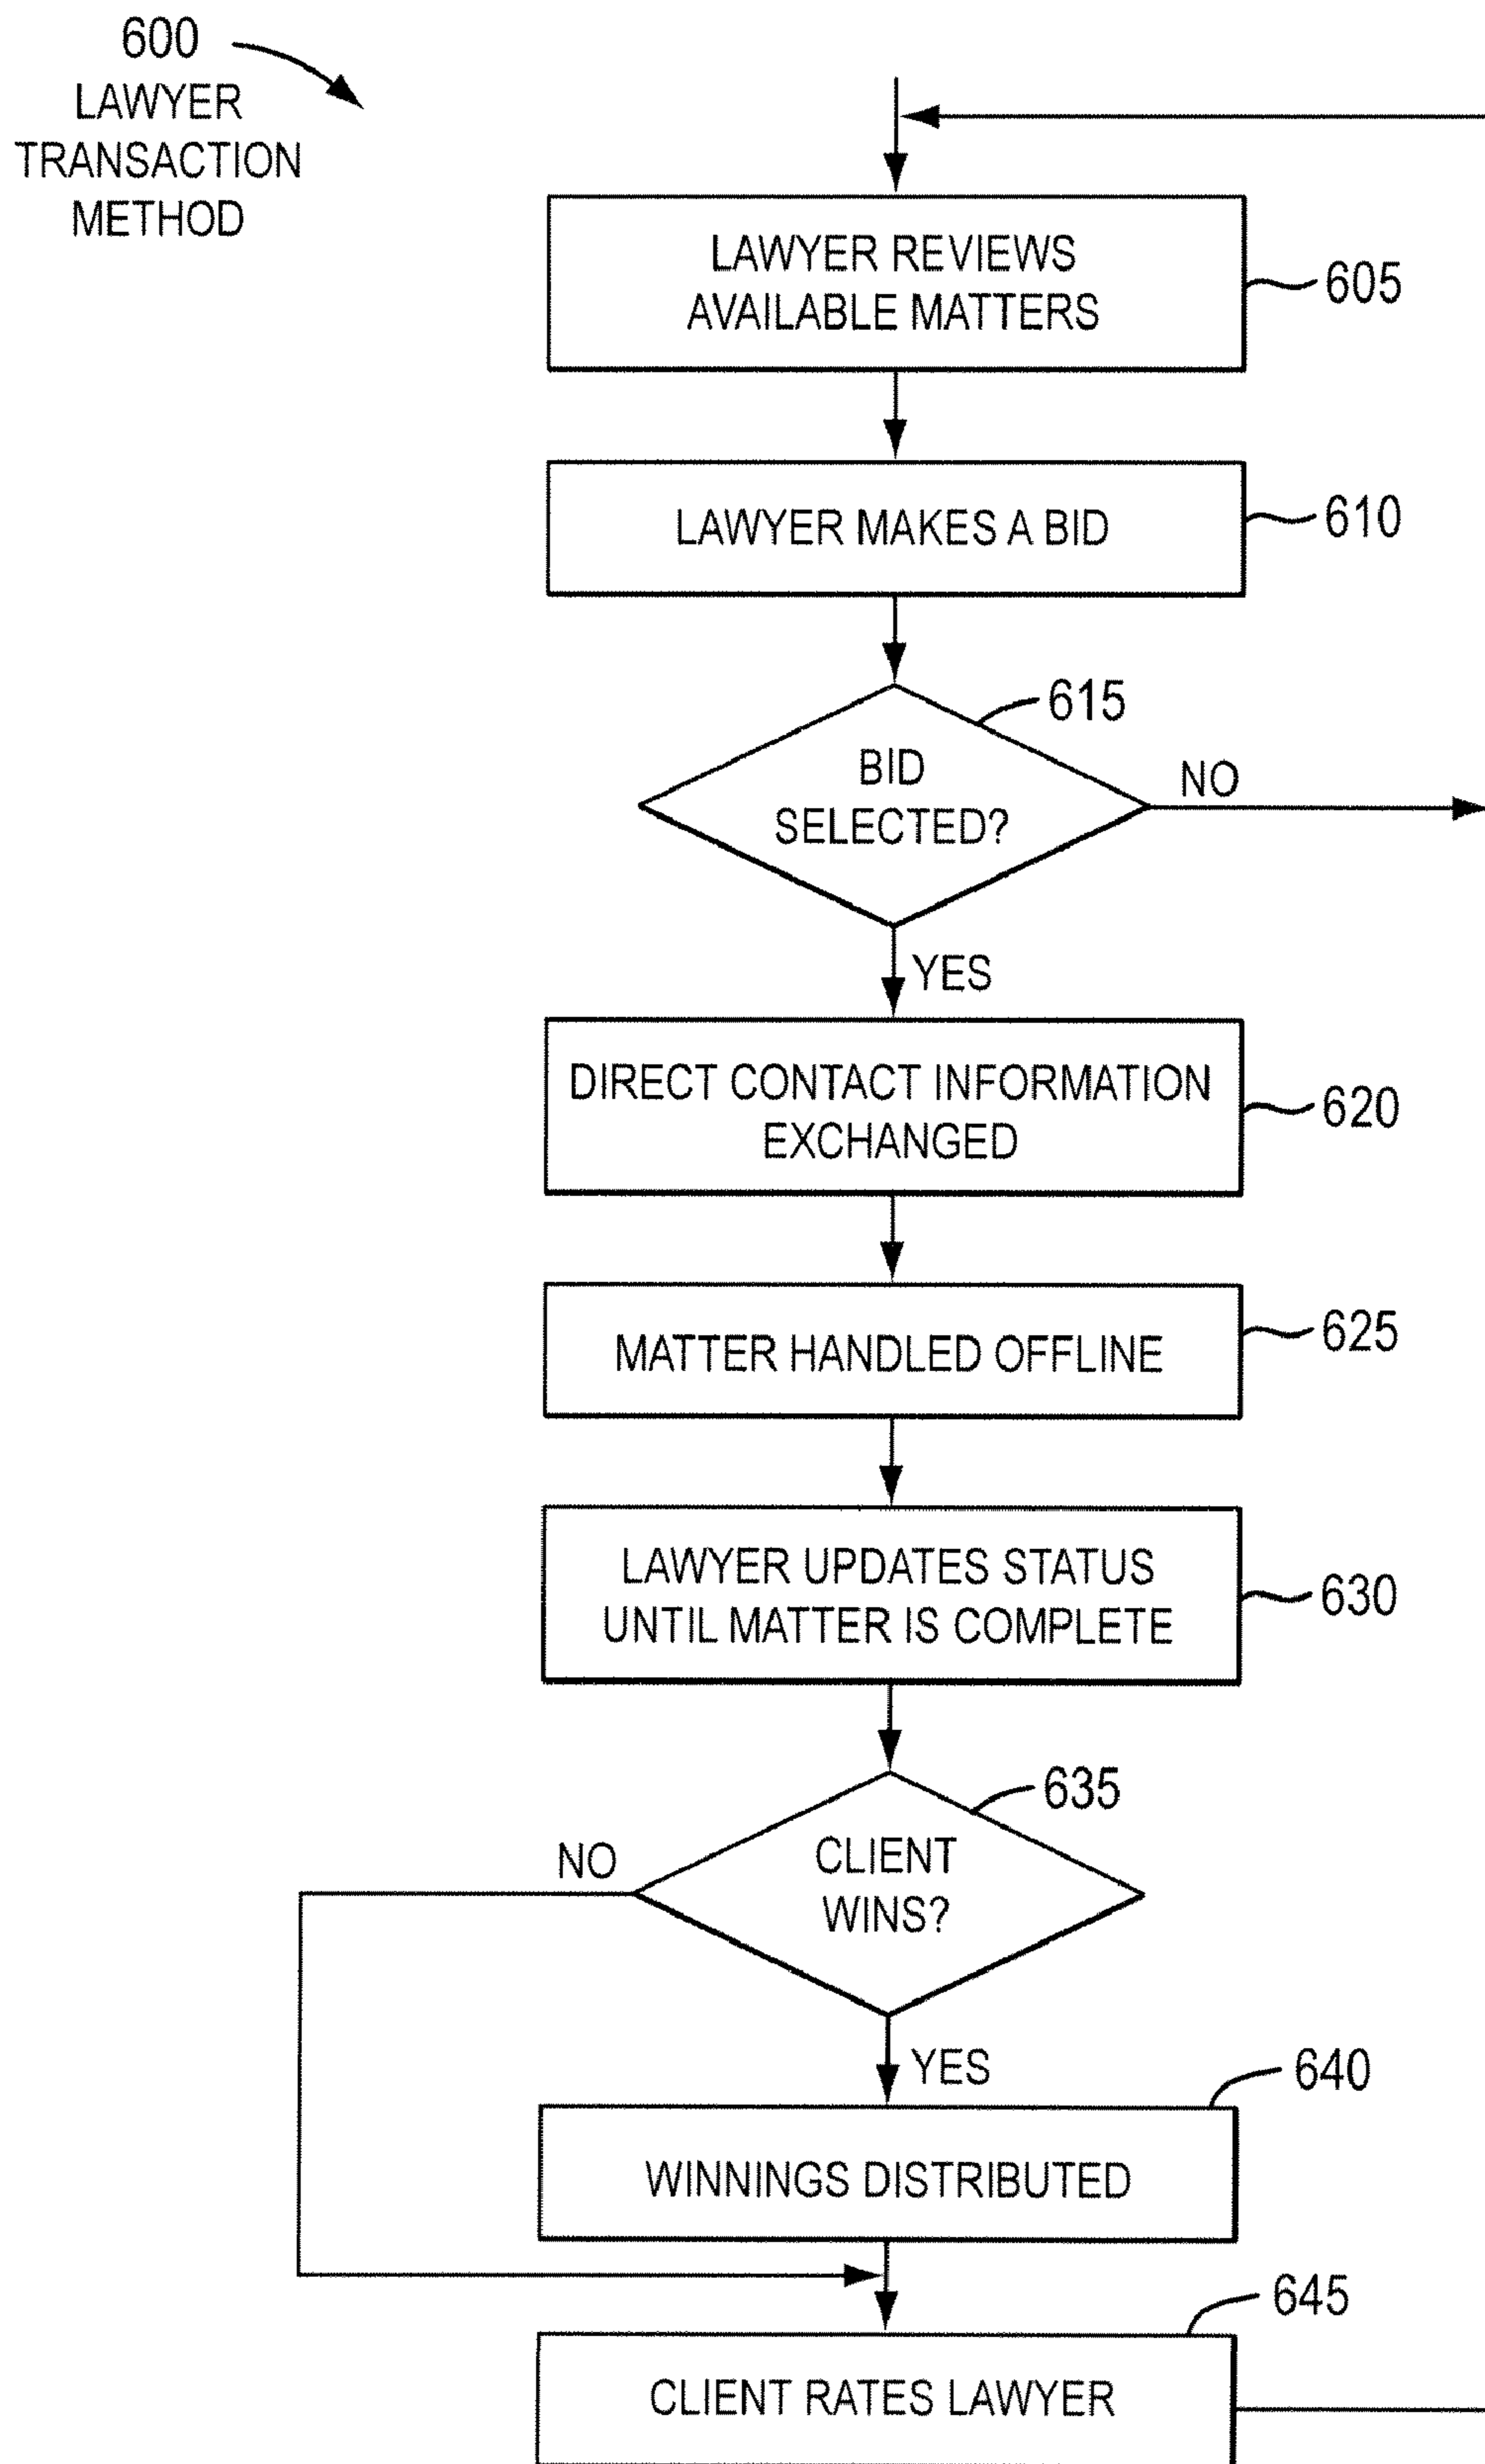 600
LAWYER
TRANSACTION
METHOD
LAWYER REVIEWS
AVAILABLE MATTERS
605
LAWYER MAKES A BID
610
615
BID
SELECTED?
NO
YES
DIRECT CONTACT INFORMATION
EXCHANGED
620
MATTER HANDLED OFFLINE
625
LAWYER UPDATES STATUS
UNTIL MATTER IS COMPLETE
630
635
CLIENT
WINS?
NO
YES
640
WINNINGS DISTRIBUTED
645
CLIENT RATES LAWYER